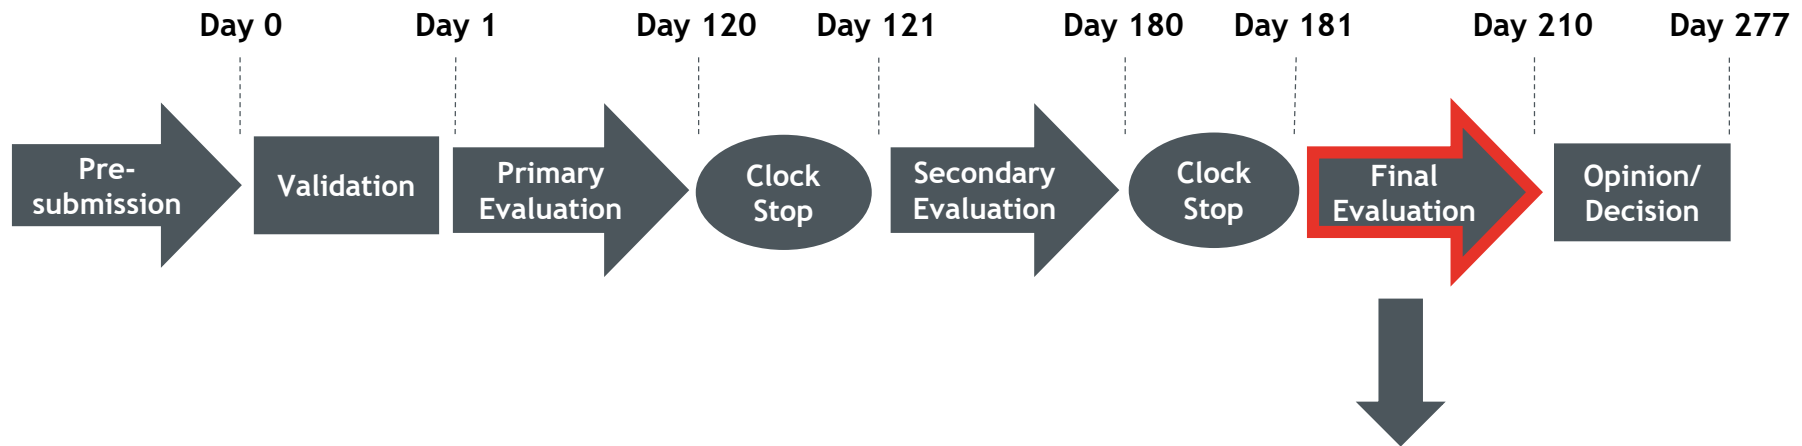 Day 0
Day 1
Day 120
Day 121
Day 180
Day 181
Day 210
Day 277
Pre-
submission
Validation
Primary
Evaluation
Clock
Stop
Secondary
Evaluation
Clock
Stop
Final
Evaluation
Opinion/
Decision